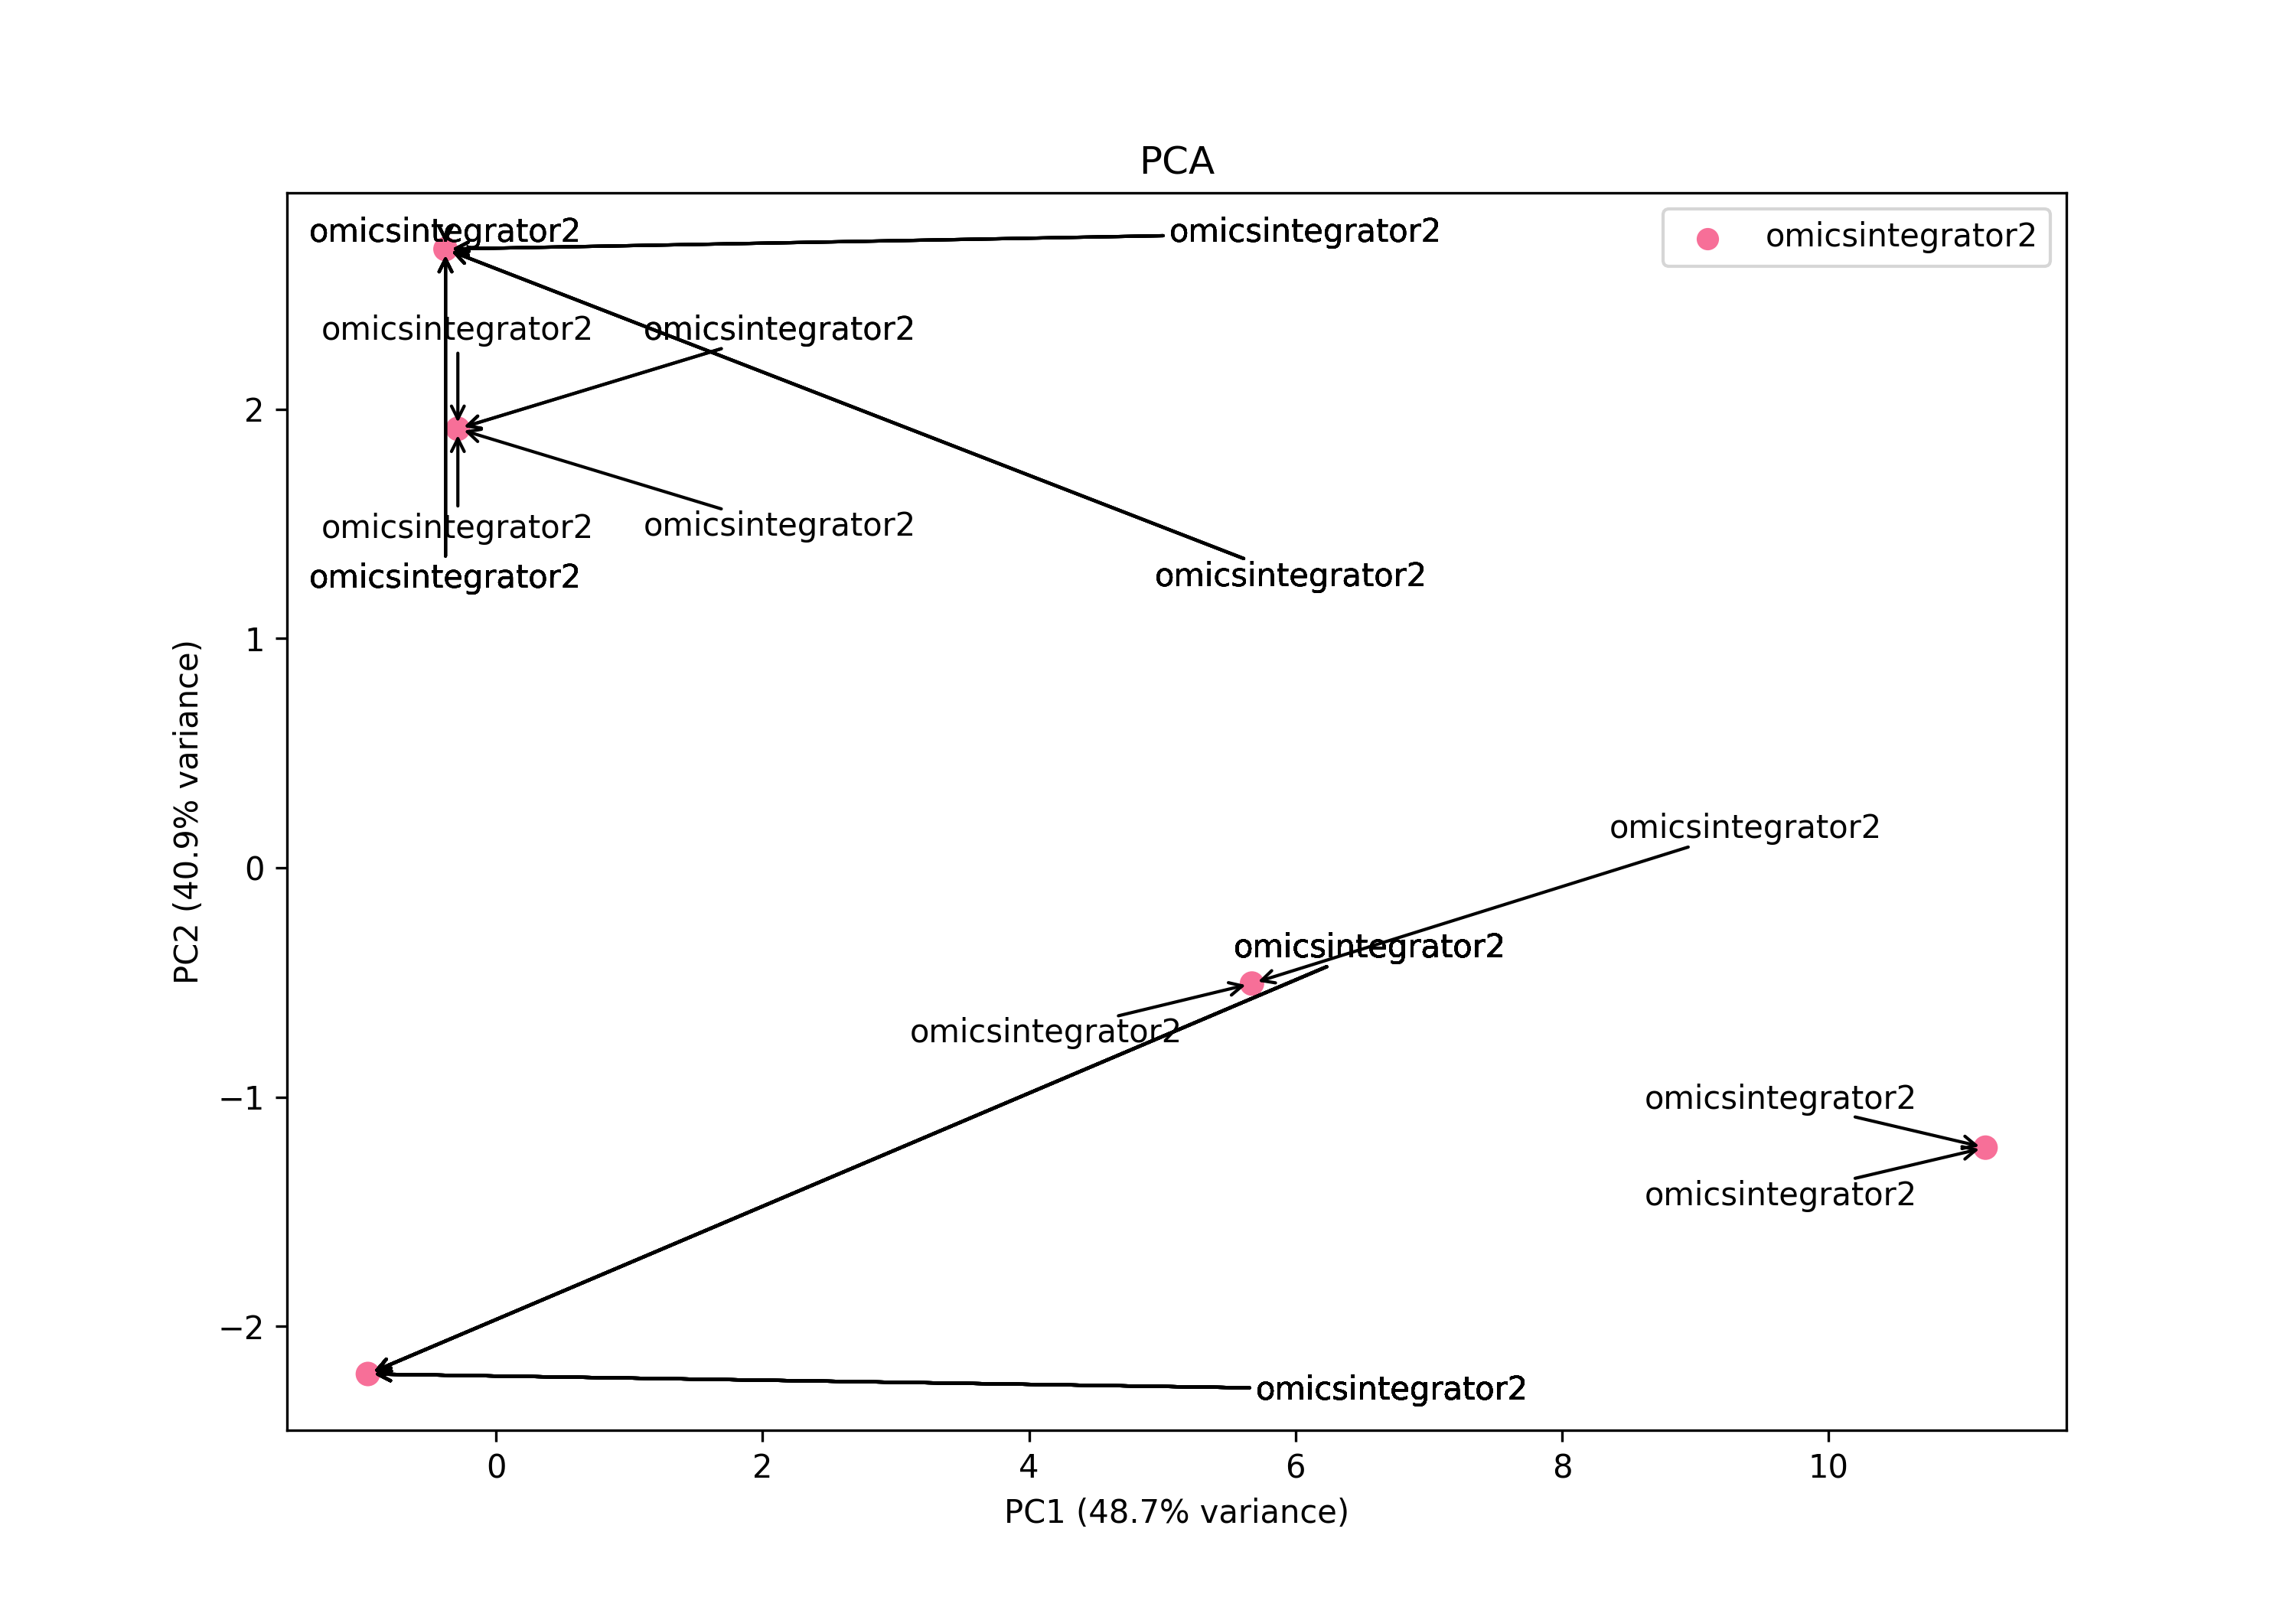 PCA
omicsintegrator2 omicsintegrator2 omicsintegrator2
omicsintegrator2 omicsintegrator2
2
omicsintegrator2 omicsintegrator2
omicsintegrator2 omicsintegrator2
1
omicsintegrator2
0
omicsintegrator2
omicsintegrator2
−1
omicsintegrator2
omicsintegrator2
−2
omicsintegrator2
PC2 (40.9% variance)
0 2 4 6 8 10
PC1 (48.7% variance)